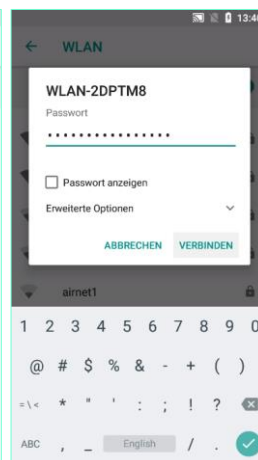 13:46
WLAN
WLAN-2DPTM8
Passwort
••••••••••••••••
Passwort anzeigen
Erweiterte Optionen
ABBRECHEN VERBINDEN
airnet1
1 2 3 4 5 6 7 8 9 0
@ # $ % & - + ( )
= \ < * " ' : ; ! ?
ABC , _ English / .